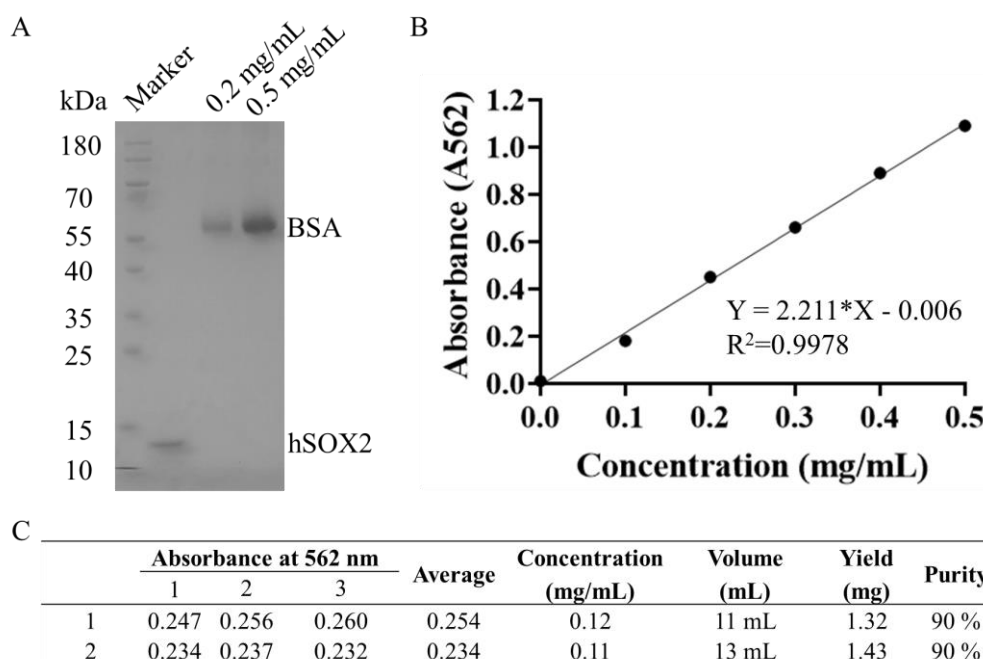 A
Marker
0.2 mg/mL
0.5 mg/mL
kDa
180
70
55
40
35
25
15
10
BSA
hSOX2
B
Absorbance (A562)
1.2
1.0
0.8
0.6
0.4
0.2
0.0
Y = 2.211*X - 0.006
R²=0.9978
0.0 0.1 0.2 0.3 0.4 0.5
Concentration (mg/mL)
C
Absorbance at 562 nm Average Concentration (mg/mL) Volume (mL) Yield (mg) Purity
1 2 3
1 0.247 0.256 0.260 0.254 0.12 11 mL 1.32 90 %
2 0.234 0.237 0.232 0.234 0.11 13 mL 1.43 90 %